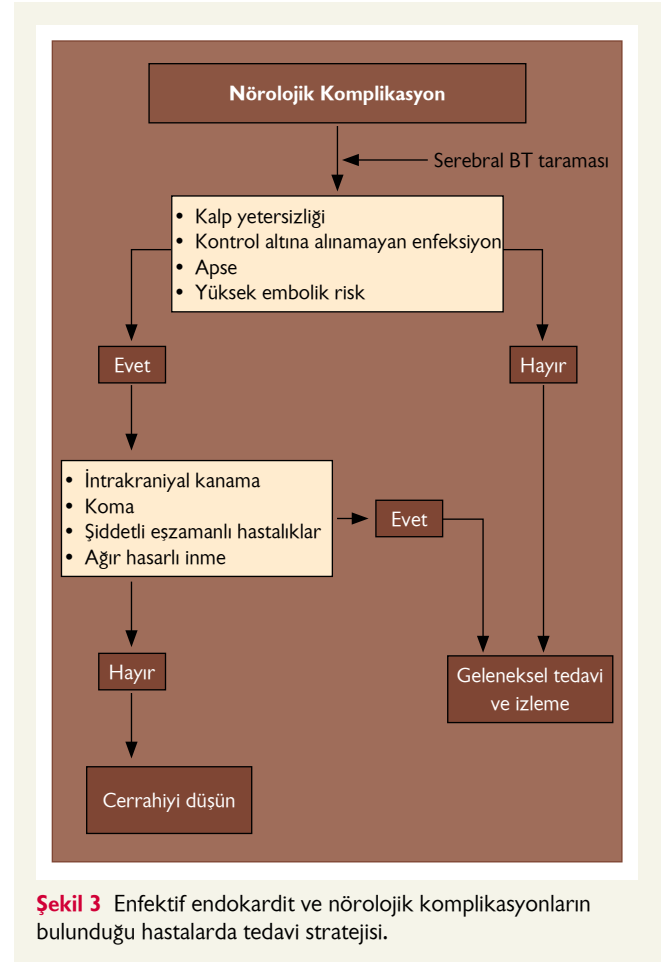 Nörolojik Komplikasyon
Serebral BT taraması
• Kalp yetersizliği
• Kontrol altına alınamayan enfeksiyon
• Apse
• Yüksek embolik risk
Evet
Hayır
• İntrakraniyal kanama
• Koma
• Şiddetli eşzamanlı hastalıklar
• Ağır hasarlı inme
Evet
Hayır
Geleneksel tedavi
ve izleme
Cerrahiyi düşün
Şekil 3 Enfektif endokardit ve nörolojik komplikasyonların
bulunduğu hastalarda tedavi stratejisi.